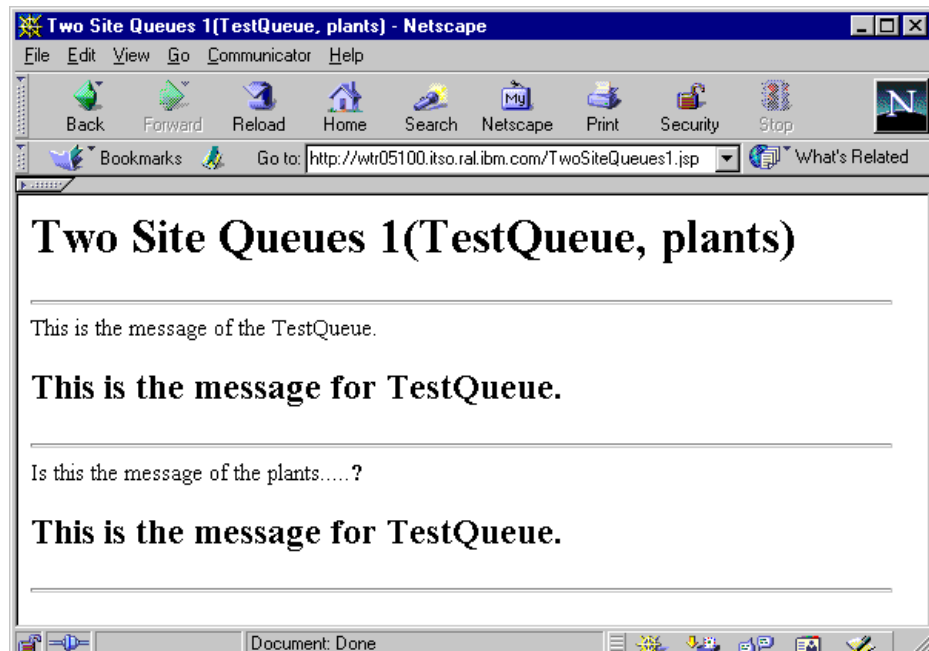 Two Site Queues 1(TestQueue, plants) - Netscape
File Edit View Go Communicator Help
Back Forward Reload Home Search My Netscape Print Security Stop N
Bookmarks Go to: http://wtr05100.itso.ral.ibm.com/TwoSiteQueues1.jsp What's Related
Two Site Queues 1(TestQueue, plants)
This is the message of the TestQueue.
This is the message for TestQueue.
Is this the message of the plants.....?
This is the message for TestQueue.
Document: Done